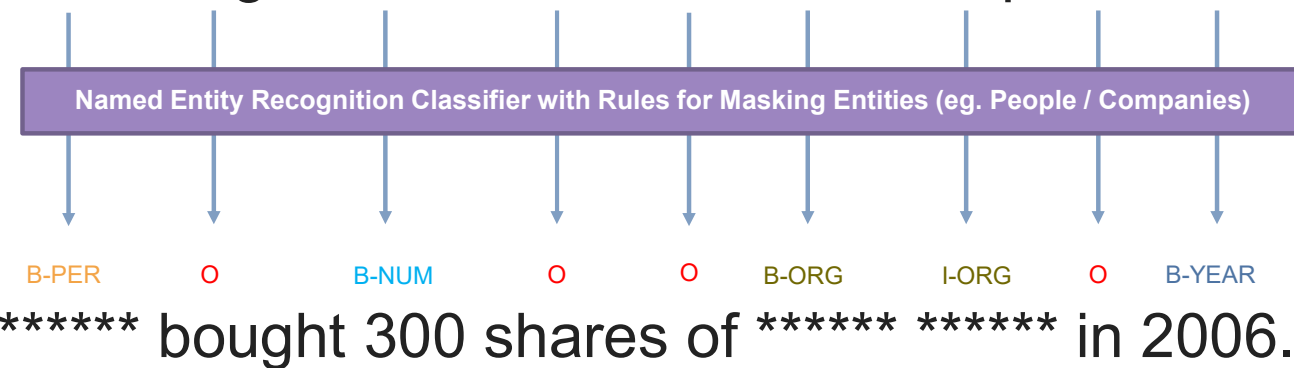 Named Entity Recognition Classifier with Rules for Masking Entities (eg. People / Companies)
B-PER O B-NUM O O B-ORG I-ORG O B-YEAR
****** bought 300 shares of ****** ****** in 2006.